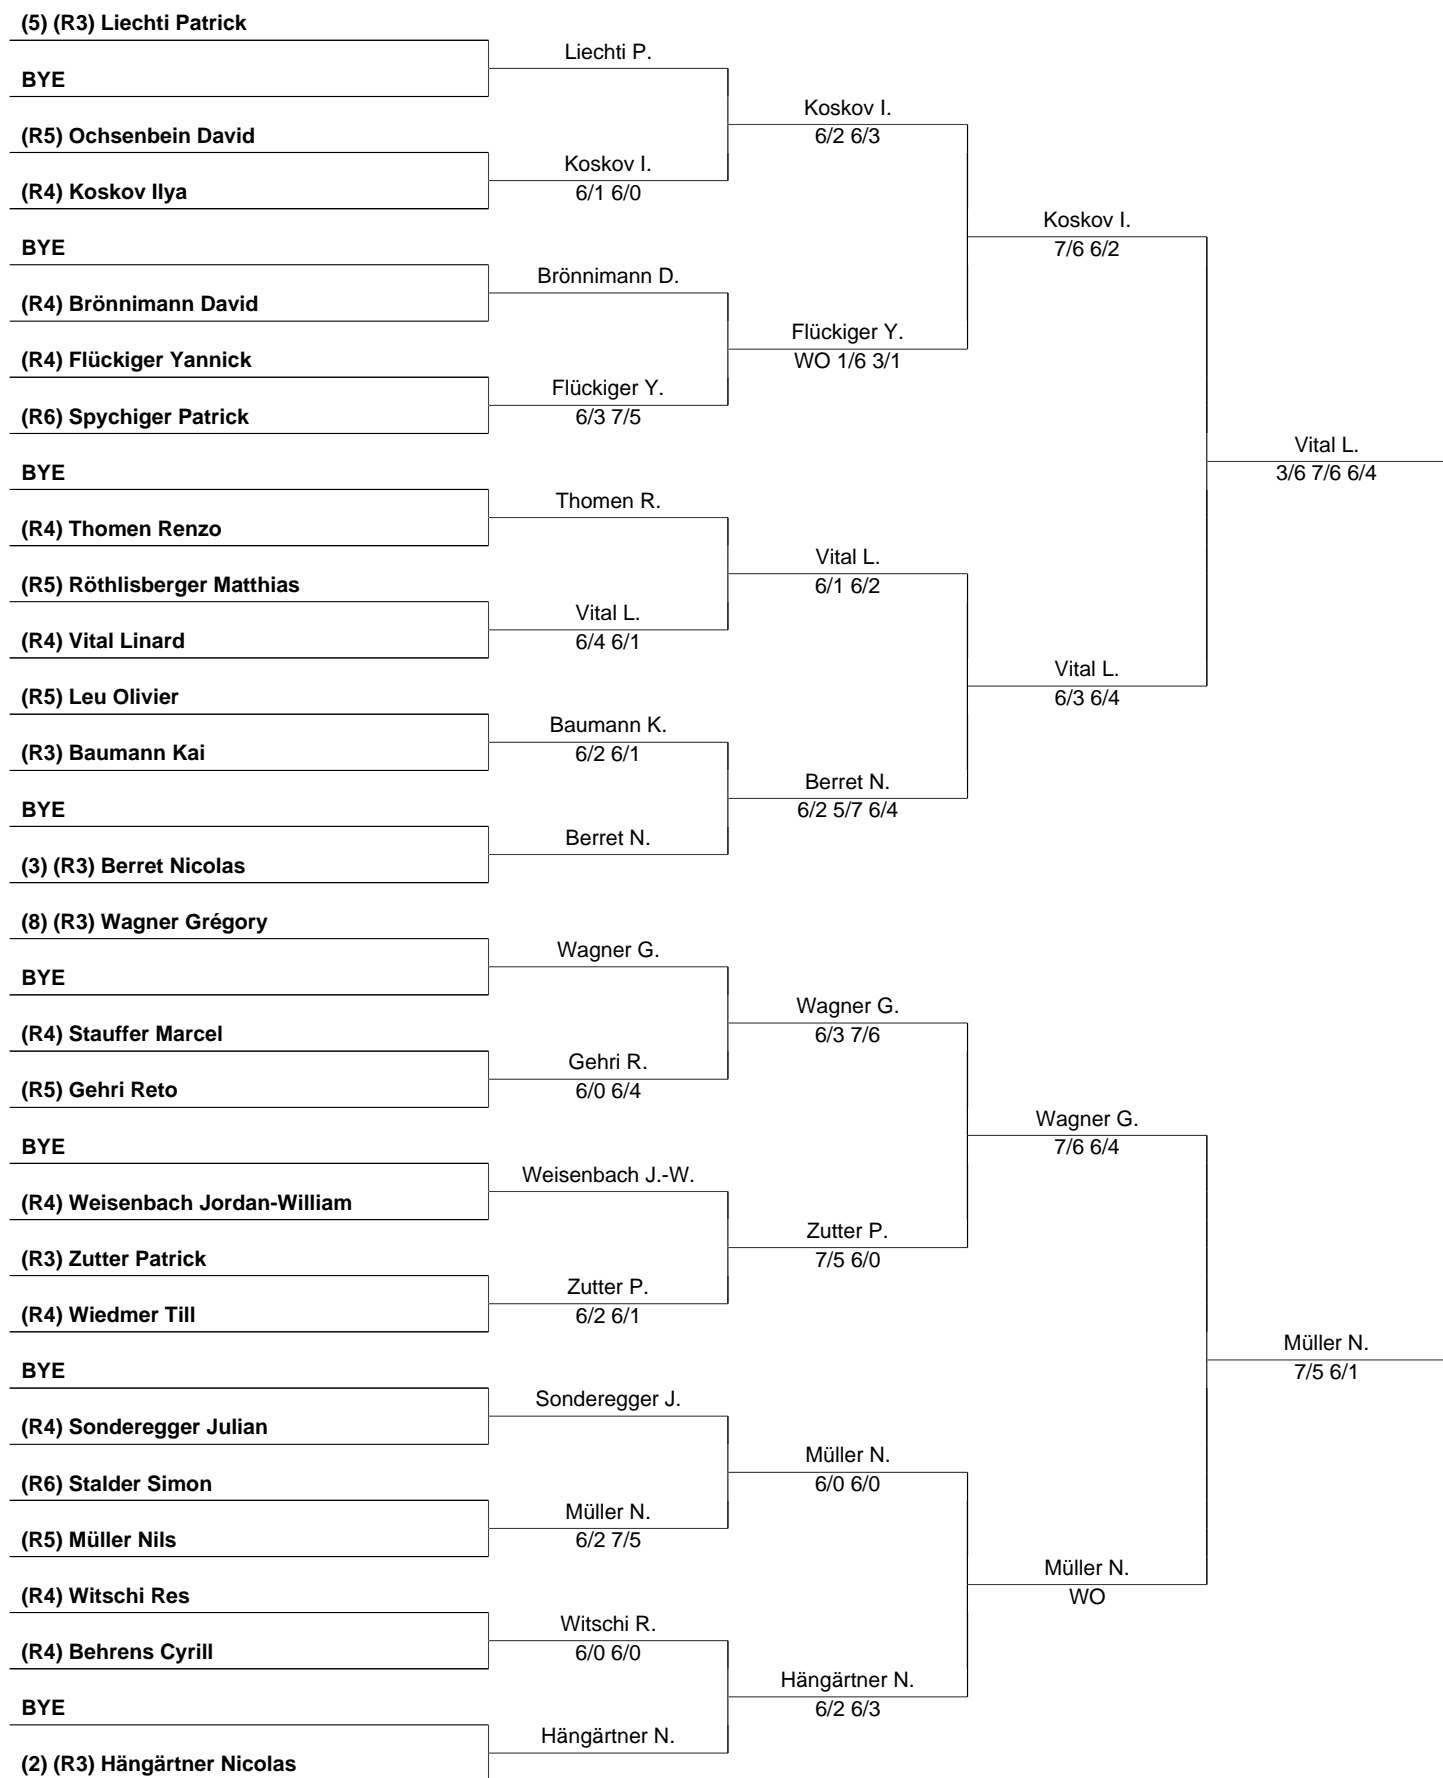 (5) (R3) Liechti Patrick
BYE
(R5) Ochsenbein David
(R4) Koskov Ilya
BYE
(R4) Brönnimann David
(R4) Flückiger Yannick
(R6) Spychiger Patrick
BYE
(R4) Thomen Renzo
(R5) Röthlisberger Matthias
(R4) Vital Linard
(R5) Leu Olivier
(R3) Baumann Kai
BYE
(3) (R3) Berret Nicolas
(8) (R3) Wagner Grégory
BYE
(R4) Stauffer Marcel
(R5) Gehri Reto
BYE
(R4) Weisenbach Jordan-William
(R3) Zutter Patrick
(R4) Wiedmer Till
BYE
(R4) Sonderegger Julian
(R6) Stalder Simon
(R5) Müller Nils
(R4) Witschi Res
(R4) Behrens Cyrill
BYE
(2) (R3) Hängärtner Nicolas
Liechti P.
Koskov I.
6/1 6/0
Brönnimann D.
Flückiger Y.
6/3 7/5
Thomen R.
Vital L.
6/4 6/1
Baumann K.
6/2 6/1
Berret N.
Wagner G.
Gehri R.
6/0 6/4
Weisenbach J.-W.
Zutter P.
6/2 6/1
Sonderegger J.
Müller N.
6/2 7/5
Witschi R.
6/0 6/0
Hängärtner N.
Koskov I.
6/2 6/3
Flückiger Y.
WO 1/6 3/1
Vital L.
6/1 6/2
Berret N.
6/2 5/7 6/4
Wagner G.
6/3 7/6
Zutter P.
7/5 6/0
Müller N.
6/0 6/0
Hängärtner N.
6/2 6/3
Koskov I.
7/6 6/2
Vital L.
6/3 6/4
Wagner G.
7/6 6/4
Müller N.
WO
Vital L.
3/6 7/6 6/4
Müller N.
7/5 6/1